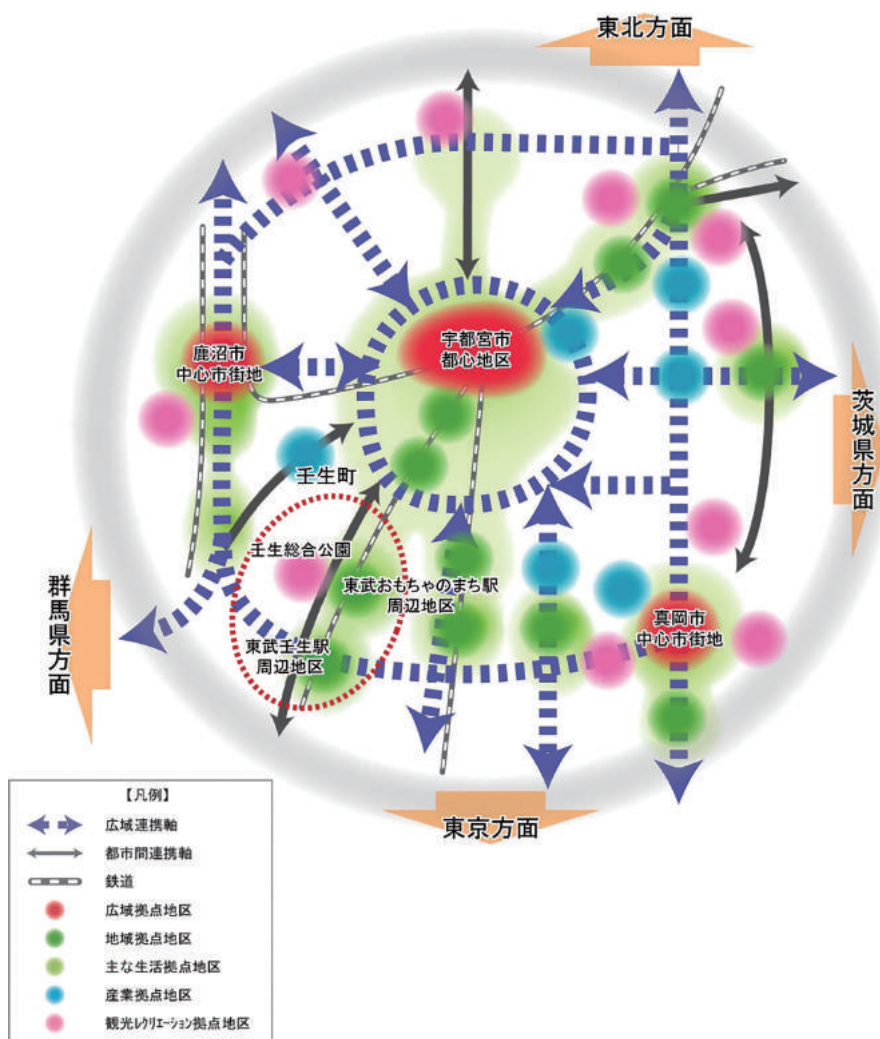 東北方面
宇都宮市
都心地区
鹿沼市
中心市街地
茨城県方面
壬生町
壬生総合公園
東武おもちゃのまち駅
周辺地区
群馬県方面
東武壬生駅
周辺地区
真岡市
中心市街地
東京方面
【凡例】
広域連携軸
都市間連携軸
鉄道
広域拠点地区
地域拠点地区
主な生活拠点地区
産業拠点地区
観光ﾚｸﾘｴｰｼｮﾝ拠点地区